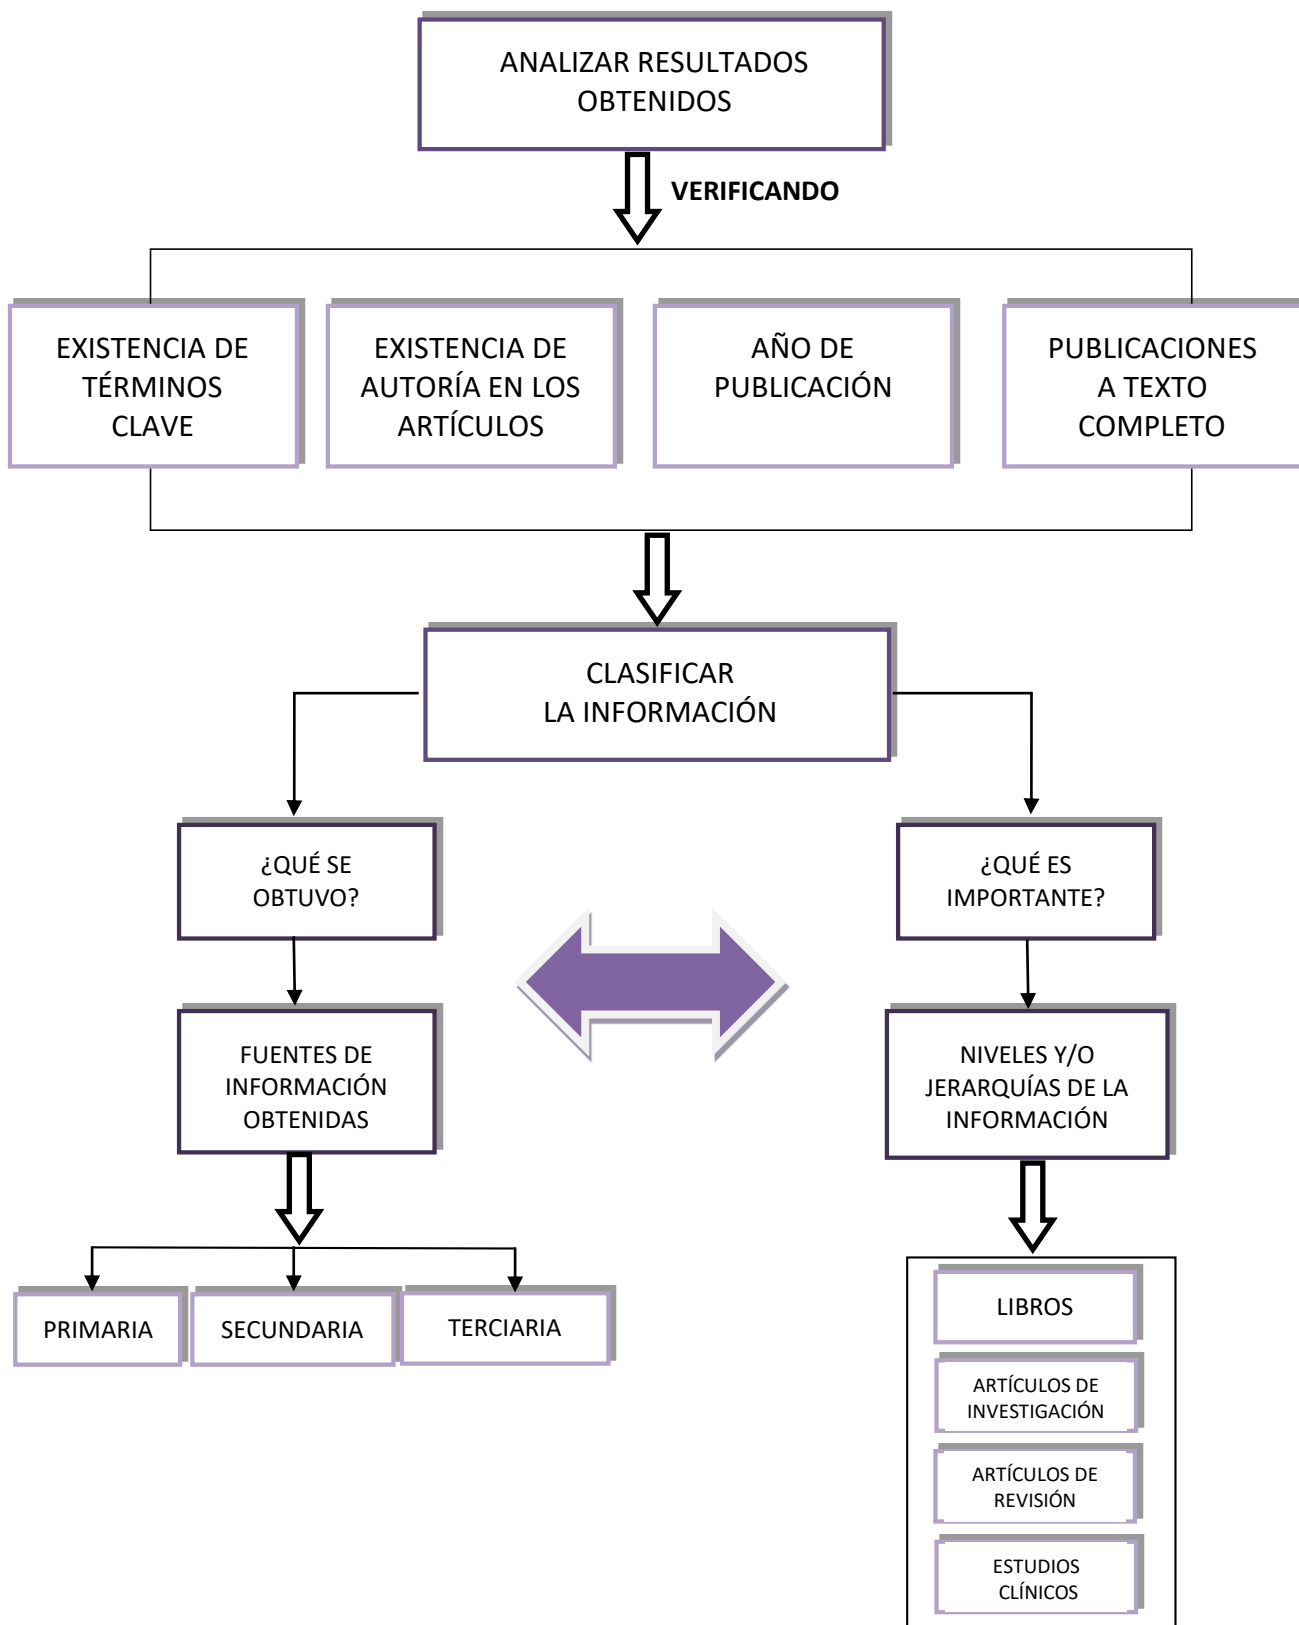 ANALIZAR RESULTADOS
OBTENIDOS
VERIFICANDO
EXISTENCIA DE
TÉRMINOS
CLAVE
EXISTENCIA DE
AUTORÍA EN LOS
ARTÍCULOS
AÑO DE
PUBLICACIÓN
PUBLICACIONES
A TEXTO
COMPLETO
CLASIFICAR
LA INFORMACIÓN
¿QUÉ SE
OBTUVO?
¿QUÉ ES
IMPORTANTE?
FUENTES DE
INFORMACIÓN
OBTENIDAS
NIVELES Y/O
JERARQUÍAS DE LA
INFORMACIÓN
PRIMARIA
SECUNDARIA
TERCIARIA
LIBROS
ARTÍCULOS DE
INVESTIGACIÓN
ARTÍCULOS DE
REVISIÓN
ESTUDIOS
CLÍNICOS